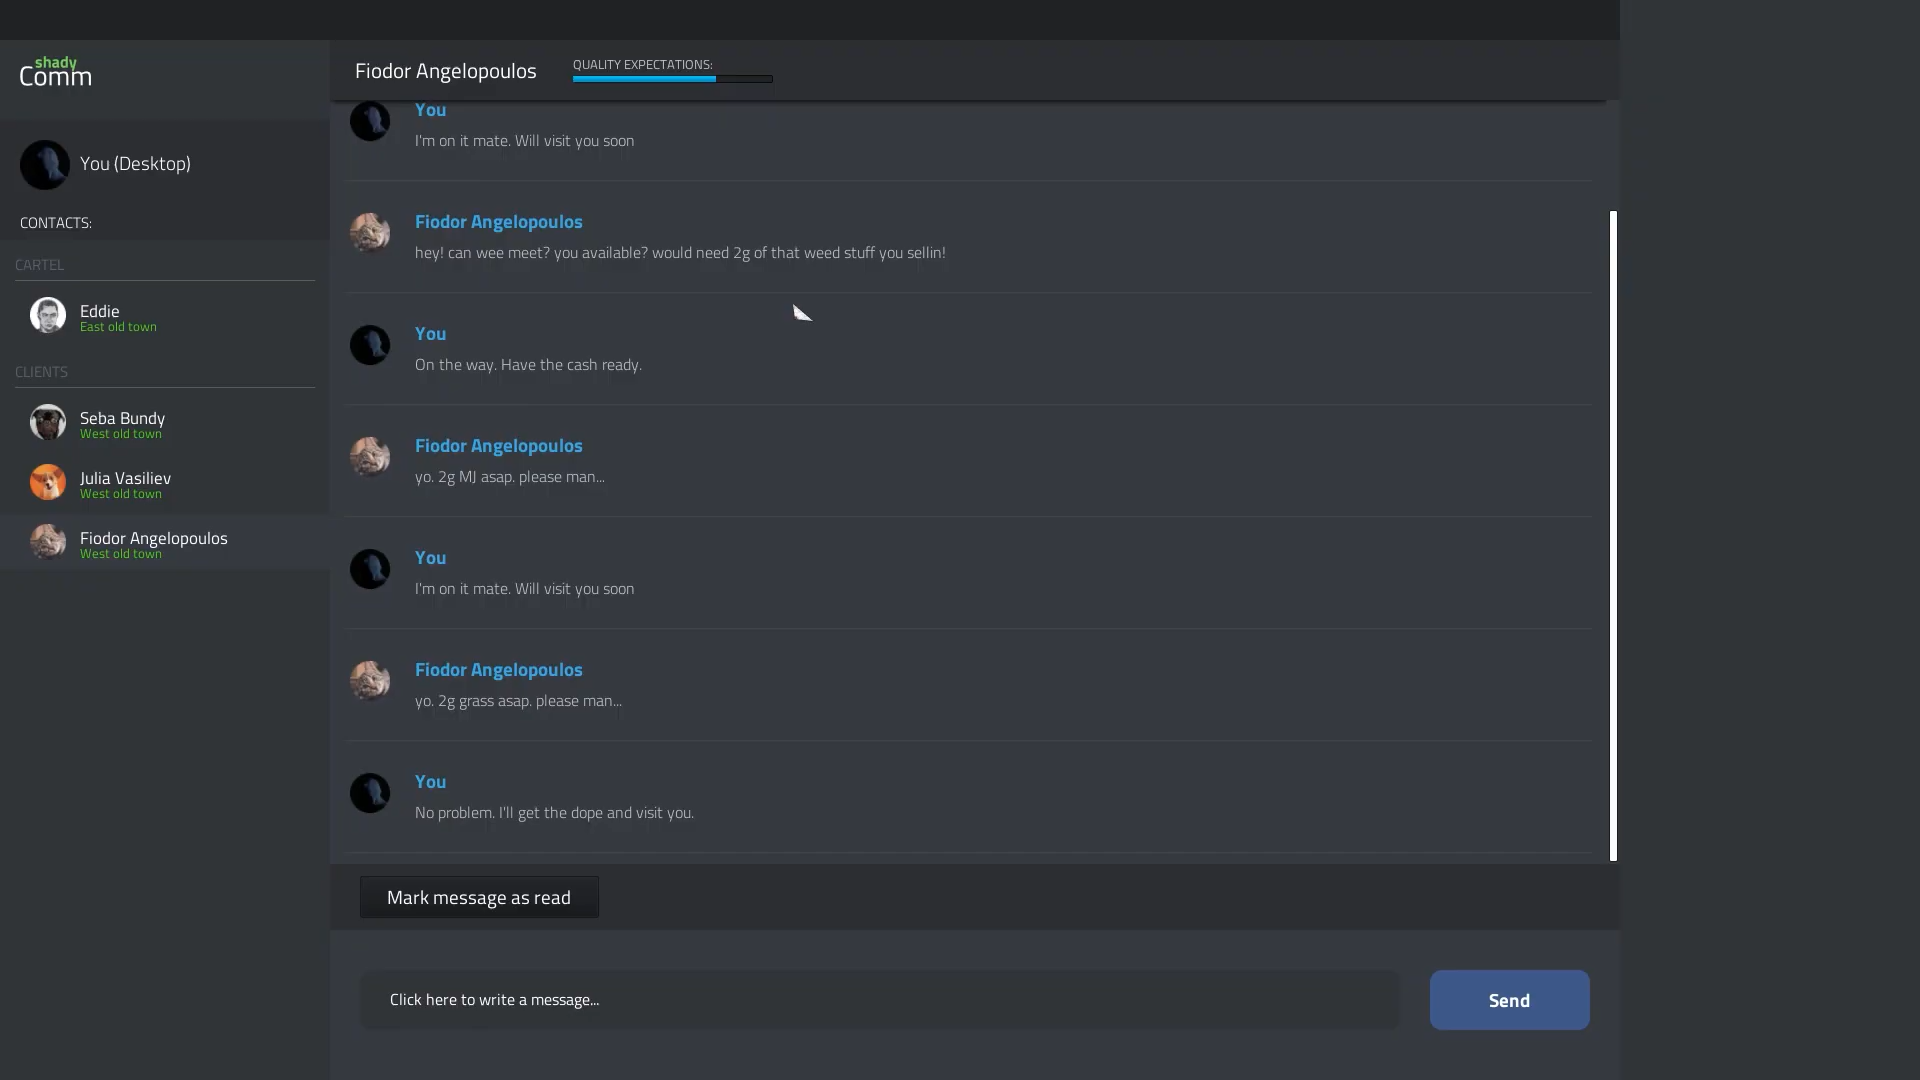 shady
Comm
You (Desktop)
CONTACTS:
CARTEL
Eddie
East old town
CLIENTS
Seba Bundy
West old town
Julia Vasiliev
West old town
Fiodor Angelopoulos
West old town
Fiodor Angelopoulos
QUALITY EXPECTATIONS:
You
I'm on it mate. Will visit you soon
Fiodor Angelopoulos
hey! can wee meet? you available? would need 2g of that weed stuff you sellin!
You
On the way. Have the cash ready.
Fiodor Angelopoulos
yo. 2g MJ asap. please man...
You
I'm on it mate. Will visit you soon
Fiodor Angelopoulos
yo. 2g grass asap. please man...
You
No problem. I'll get the dope and visit you.
Mark message as read
Click here to write a message...
Send